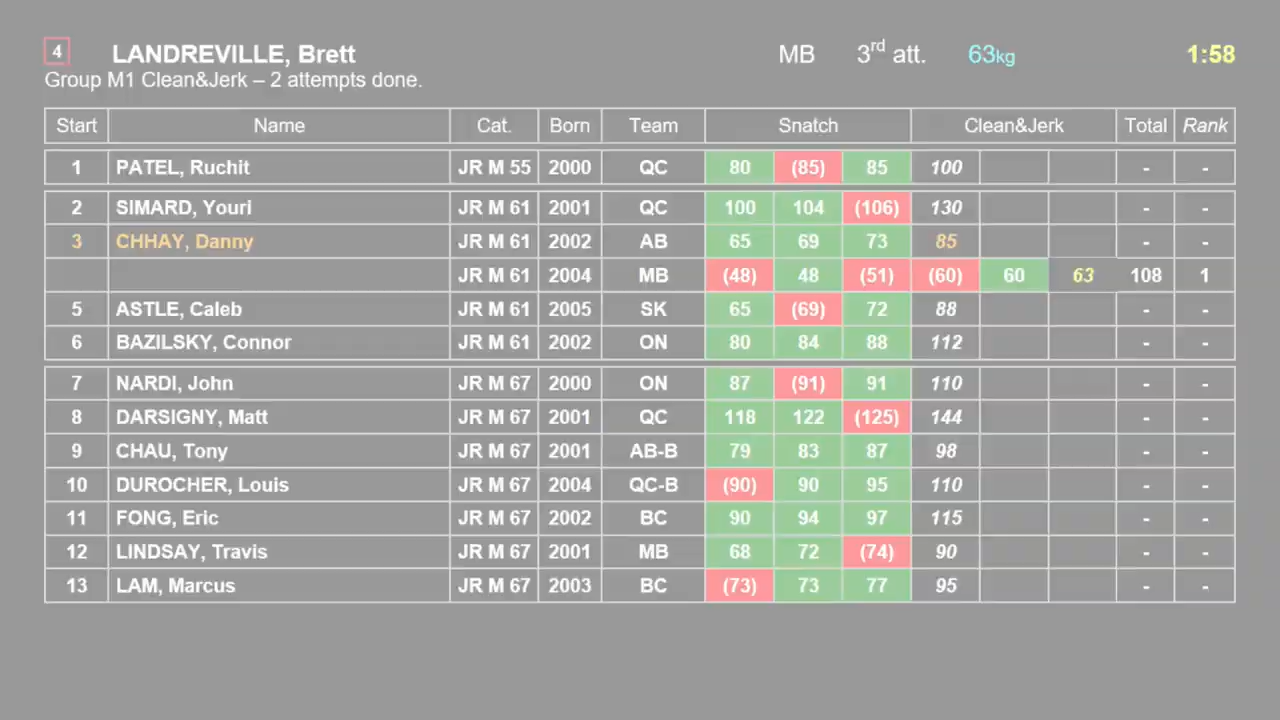 4 LANDREVILLE, Brett MB 3rd att. 63kg 1:58
Group M1 Clean&Jerk – 2 attempts done.
Start Name Cat. Born Team Snatch Clean&Jerk Total Rank
1 PATEL, Ruchit JR M 55 2000 QC 80 (85) 85 100 - -
2 SIMARD, Youri JR M 61 2001 QC 100 104 (106) 130 - -
3 CHHAY, Danny JR M 61 2002 AB 65 69 73 85 - -
JR M 61 2004 MB (48) 48 (51) (60) 60 63 108 1
5 ASTLE, Caleb JR M 61 2005 SK 65 (69) 72 88 - -
6 BAZILSKY, Connor JR M 61 2002 ON 80 84 88 112 - -
7 NARDI, John JR M 67 2000 ON 87 (91) 91 110 - -
8 DARSIGNY, Matt JR M 67 2001 QC 118 122 (125) 144 - -
9 CHAU, Tony JR M 67 2001 AB-B 79 83 87 98 - -
10 DUROCHER, Louis JR M 67 2004 QC-B (90) 90 95 110 - -
11 FONG, Eric JR M 67 2002 BC 90 94 97 115 - -
12 LINDSAY, Travis JR M 67 2001 MB 68 72 (74) 90 - -
13 LAM, Marcus JR M 67 2003 BC (73) 73 77 95 - -